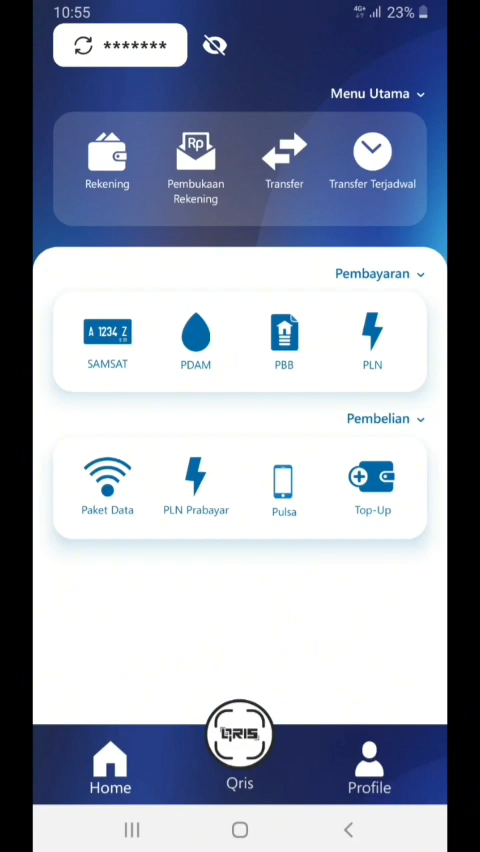 10:55
4G+ 23%
*******
Menu Utama
Rp
Rekening
Pembukaan
Rekening
Transfer
Transfer Terjadwal
Pembayaran
A 1234 Z
SAMSAT
PDAM
PBB
PLN
Pembelian
Paket Data
PLN Prabayar
Pulsa
Top-Up
QRIS
Home
Qris
Profile